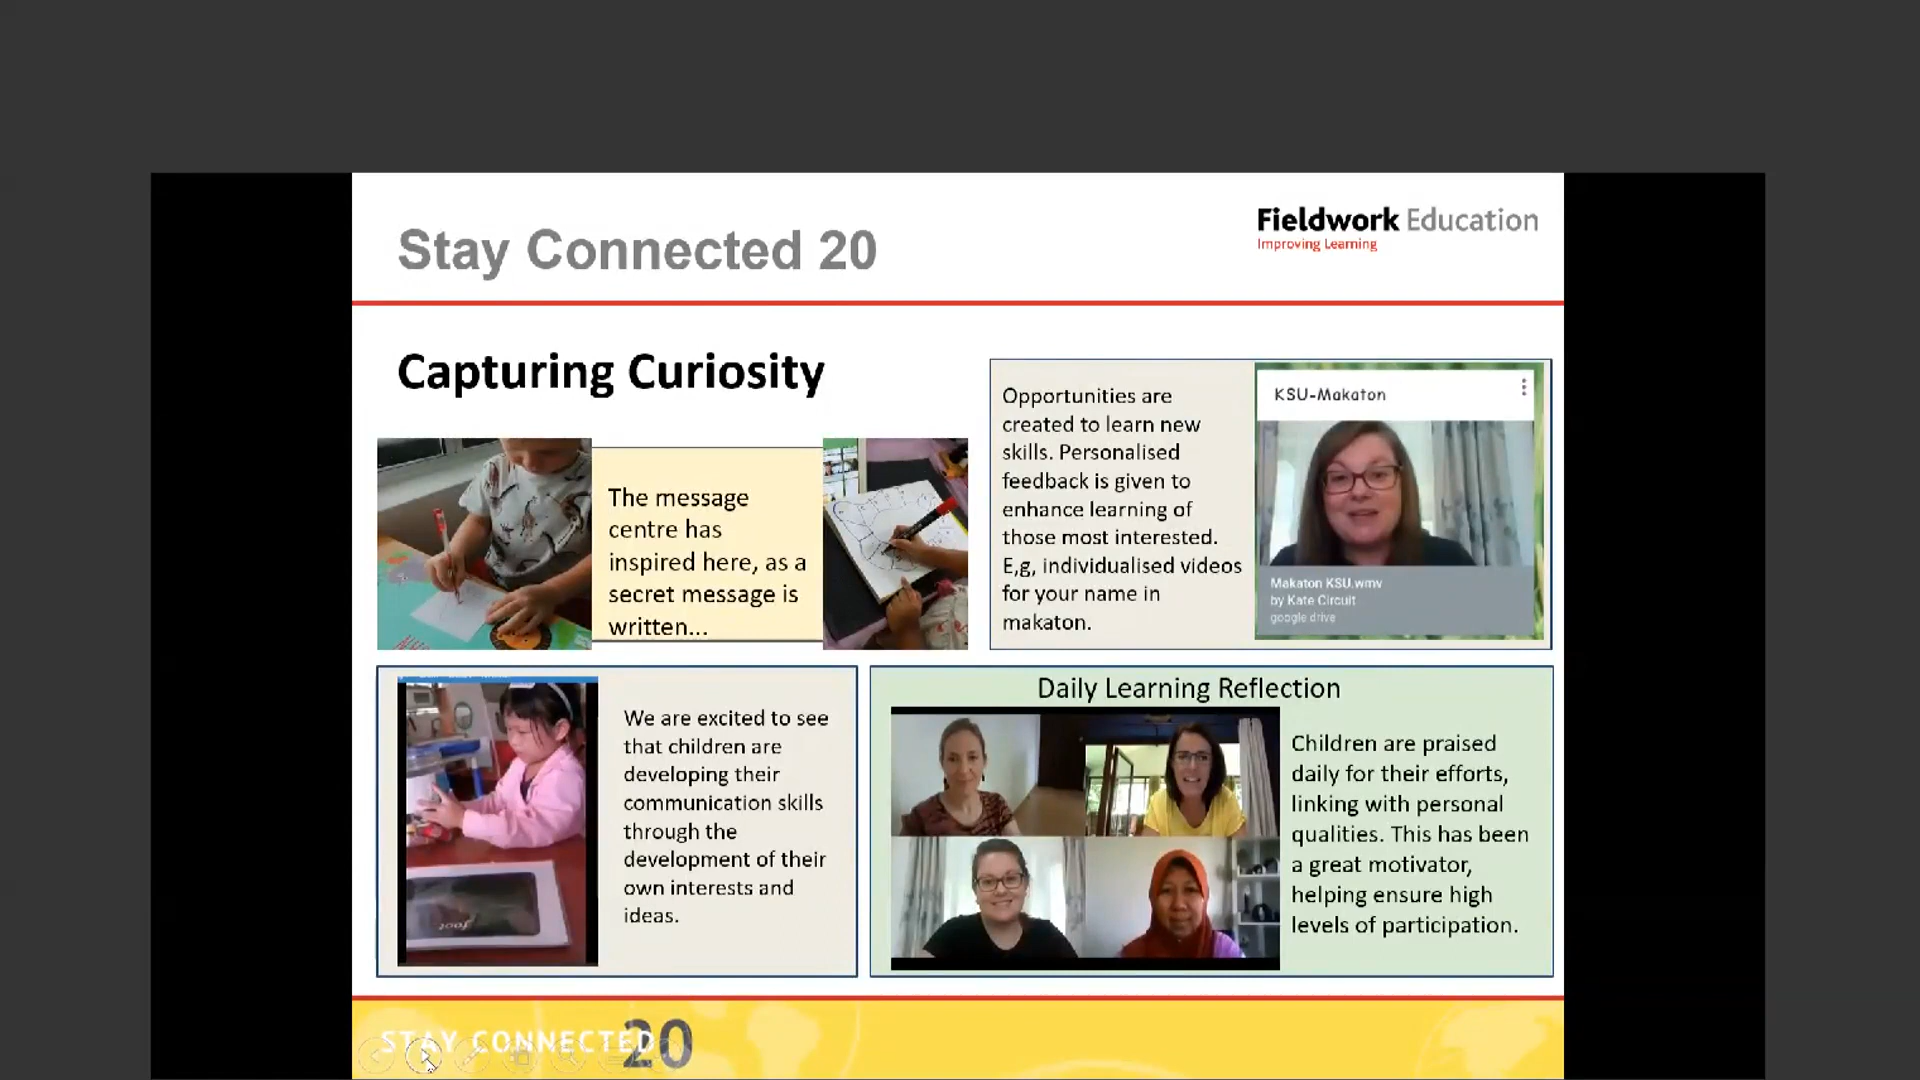 Stay Connected 20
Fieldwork Education
Improving Learning
Capturing Curiosity
The message
centre has
inspired here, as a
secret message is
written...
Opportunities are
created to learn new
skills. Personalised
feedback is given to
enhance learning of
those most interested.
E,g, individualised videos
for your name in
makaton.
KSU-Makaton
Makaton KSU.wmv
by Kate Circuit
google drive
We are excited to see
that children are
developing their
communication skills
through the
development of their
own interests and
ideas.
Daily Learning Reflection
Children are praised
daily for their efforts,
linking with personal
qualities. This has been
a great motivator,
helping ensure high
levels of participation.
STAY CONNECTED 20